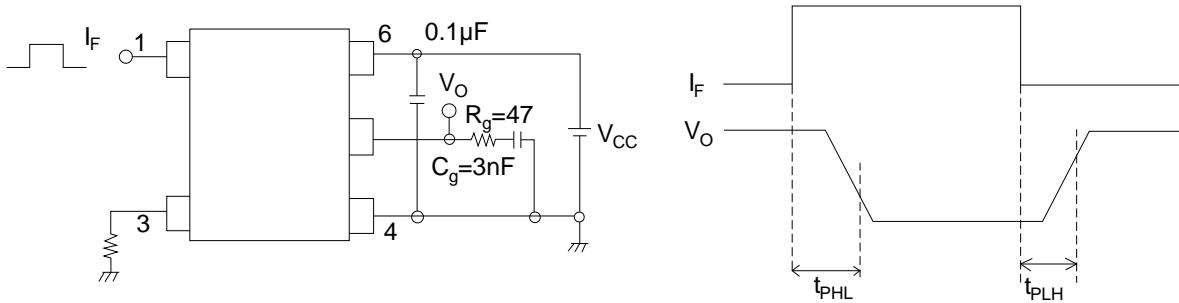 I_F
1
6
0.1µF
V_O
R_g=47
V_CC
C_g=3nF
3
4
I_F
V_O
t_PHL
t_PLH